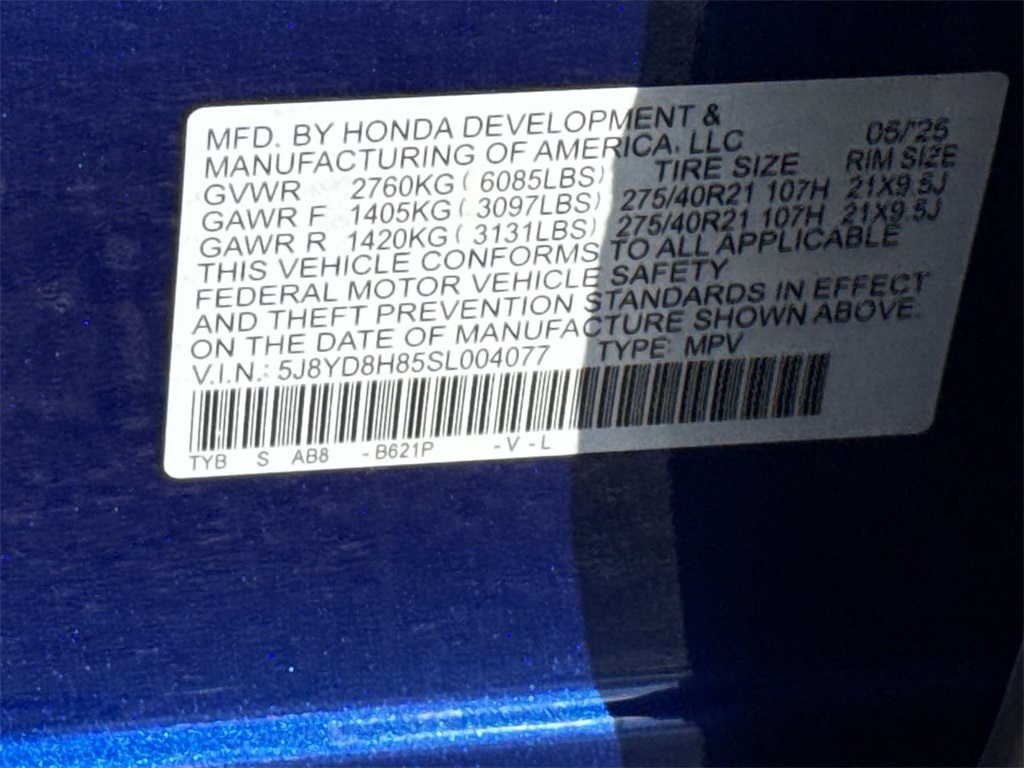 MFD. BY HONDA DEVELOPMENT &
MANUFACTURING OF AMERICA, LLC 05/'25
TIRE SIZE RIM SIZE
GVWR 2760KG ( 6085LBS)
GAWR F 1405KG ( 3097LBS) 275/40R21 107H 21X9.5J
GAWR R 1420KG ( 3131LBS) 275/40R21 107H 21X9.5J
THIS VEHICLE CONFORMS TO ALL APPLICABLE
FEDERAL MOTOR VEHICLE SAFETY
AND THEFT PREVENTION STANDARDS IN EFFECT
ON THE DATE OF MANUFACTURE SHOWN ABOVE.
V.I.N.: 5J8YD8H85SL004077 TYPE: MPV
TYB S AB8 - B621P - V - L